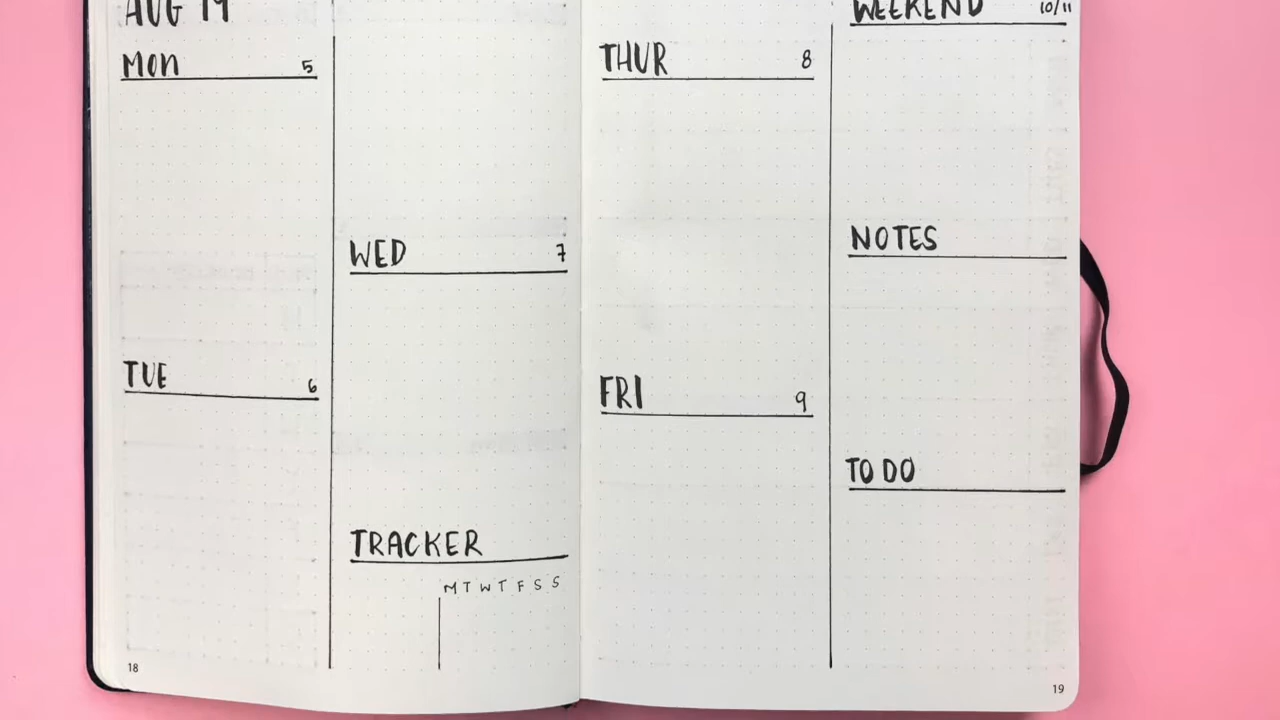 AUG 19
MON 5
TUE 6
18
WED 7
TRACKER
M T W T F S S
THUR 8
FRI 9
WEEKEND 10/11
NOTES
TO DO
19